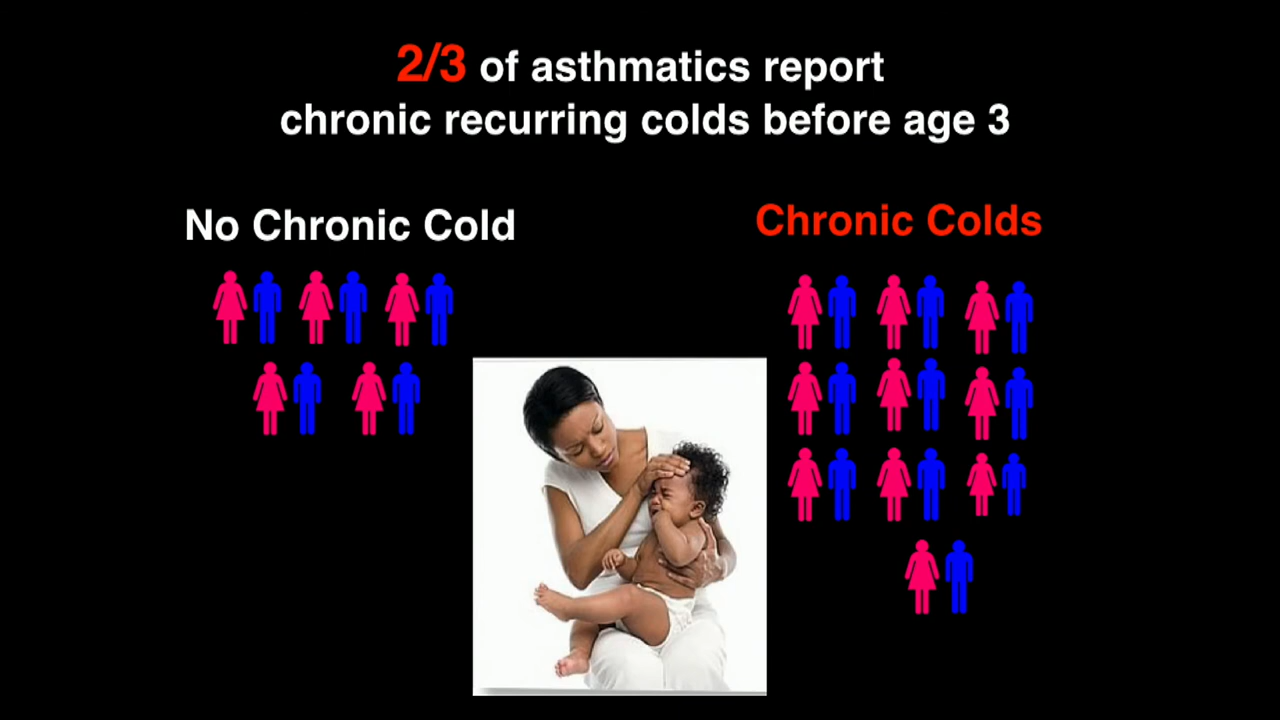 2/3 of asthmatics report
chronic recurring colds before age 3
No Chronic Cold
Chronic Colds